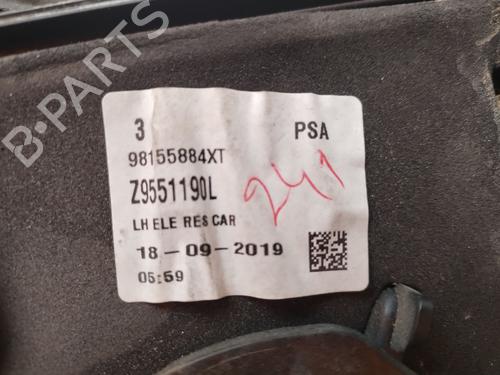 B-PARTS
3 PSA
98155884XT
Z9551190L
241
LH ELE RES CAR
18-09-2019
05:59